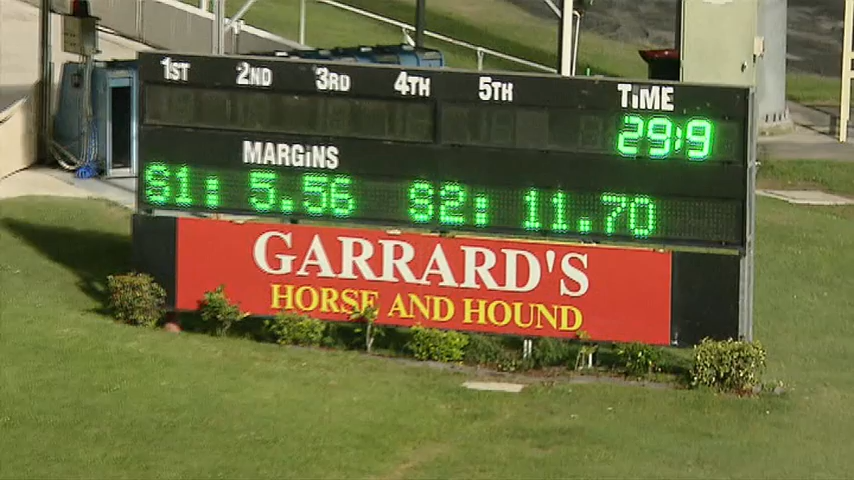 1ST 2ND 3RD 4TH 5TH TIME
29:9
MARGINS
S1: 5.56 S2: 11.70
GARRARD'S
HORSE AND HOUND